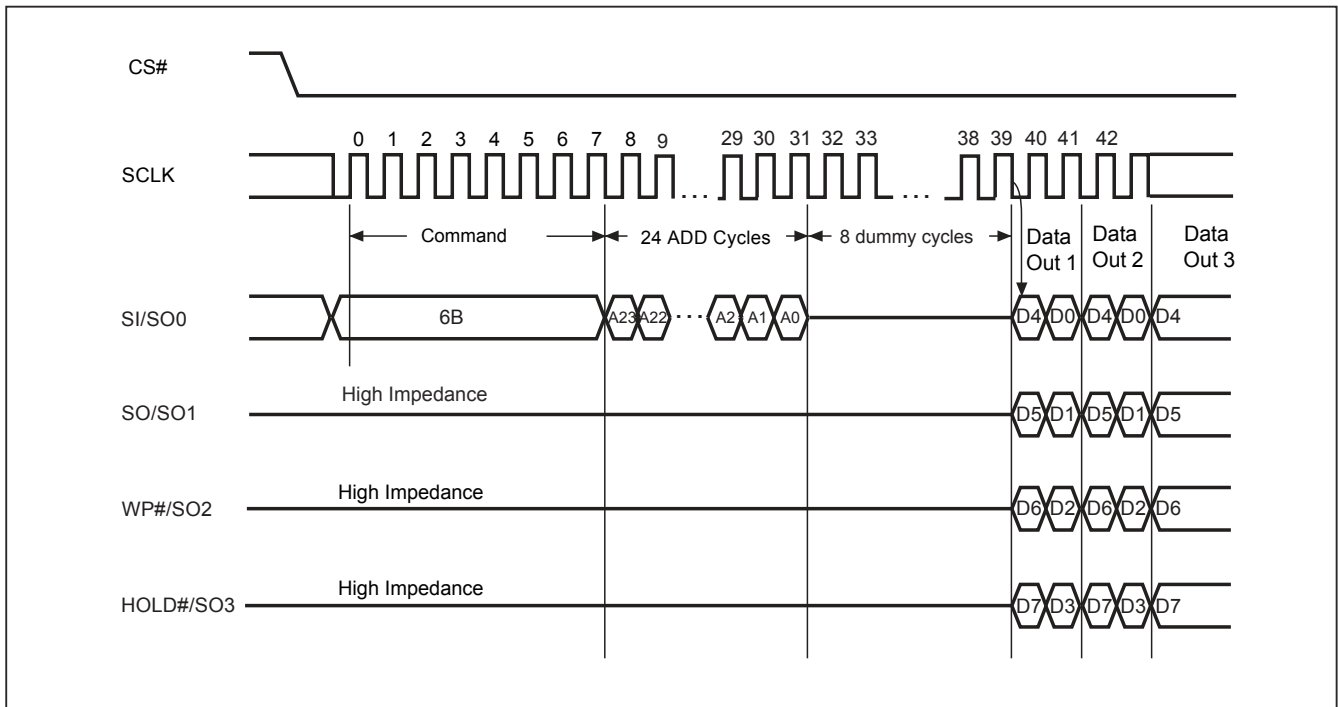 CS#
0 1 2 3 4 5 6 7 8 9 29 30 31 32 33 38 39 40 41 42
SCLK
... ...
Command 24 ADD Cycles 8 dummy cycles Data Out 1 Data Out 2 Data Out 3
SI/SO0 6B A23 A22 ... A2 A1 A0 D4 D0 D4 D0 D4
High Impedance
SO/SO1 D5 D1 D5 D1 D5
High Impedance
WP#/SO2 D6 D2 D6 D2 D6
High Impedance
HOLD#/SO3 D7 D3 D7 D3 D7